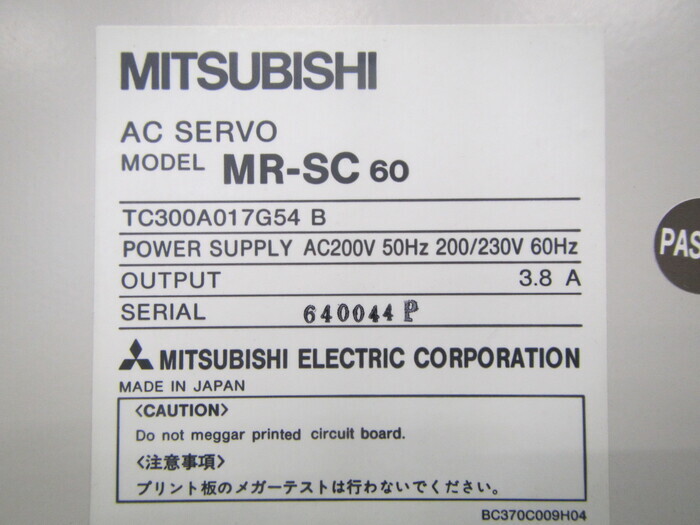 MITSUBISHI
AC SERVO
MODEL MR-SC 60
TC300A017G54 B
POWER SUPPLY AC200V 50Hz 200/230V 60Hz
OUTPUT 3.8 A
SERIAL 640044 P
PAS
MITSUBISHI ELECTRIC CORPORATION
MADE IN JAPAN
<CAUTION>
Do not meggar printed circuit board.
<注意事項>
プリント板のメガーテストは行わないでください。
BC370C009H04